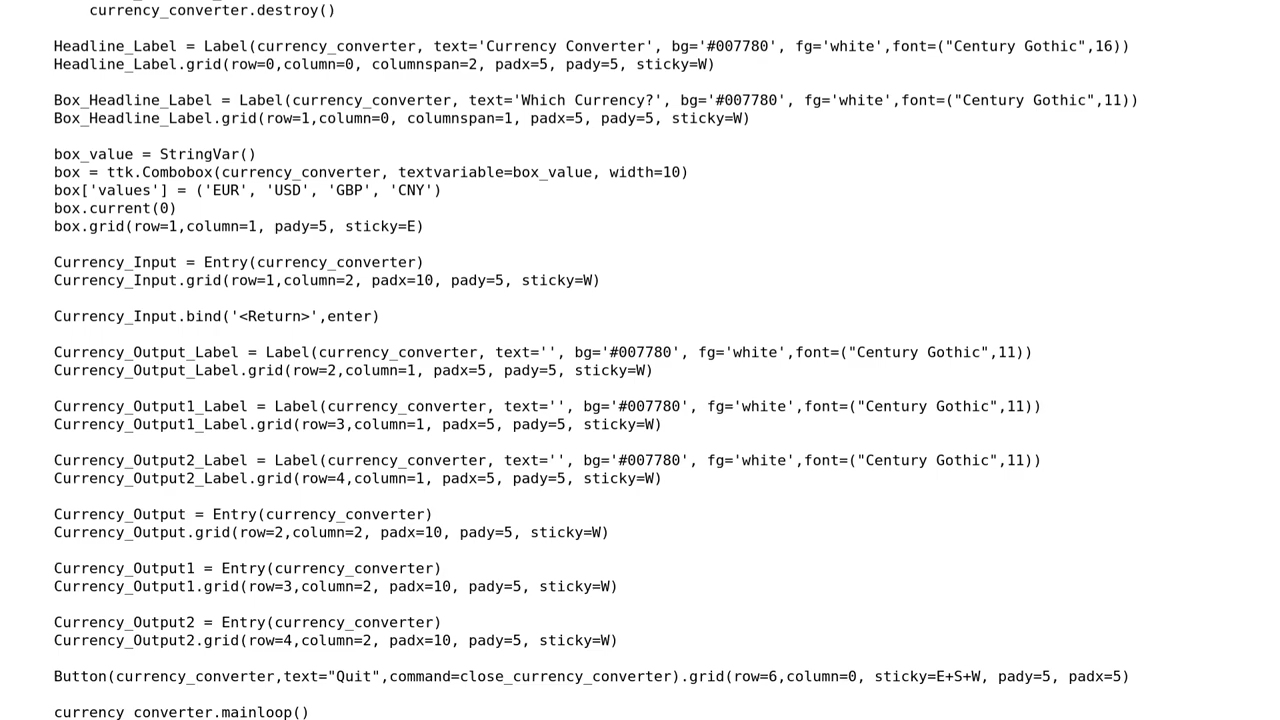 currency_converter.destroy()
Headline_Label = Label(currency_converter, text='Currency Converter', bg='#007780', fg='white',font=("Century Gothic",16))
Headline_Label.grid(row=0,column=0, columnspan=2, padx=5, pady=5, sticky=W)
Box_Headline_Label = Label(currency_converter, text='Which Currency?', bg='#007780', fg='white',font=("Century Gothic",11))
Box_Headline_Label.grid(row=1,column=0, columnspan=1, padx=5, pady=5, sticky=W)
box_value = StringVar()
box = ttk.Combobox(currency_converter, textvariable=box_value, width=10)
box['values'] = ('EUR', 'USD', 'GBP', 'CNY')
box.current(0)
box.grid(row=1,column=1, pady=5, sticky=E)
Currency_Input = Entry(currency_converter)
Currency_Input.grid(row=1,column=2, padx=10, pady=5, sticky=W)
Currency_Input.bind('<Return>',enter)
Currency_Output_Label = Label(currency_converter, text='', bg='#007780', fg='white',font=("Century Gothic",11))
Currency_Output_Label.grid(row=2,column=1, padx=5, pady=5, sticky=W)
Currency_Output1_Label = Label(currency_converter, text='', bg='#007780', fg='white',font=("Century Gothic",11))
Currency_Output1_Label.grid(row=3,column=1, padx=5, pady=5, sticky=W)
Currency_Output2_Label = Label(currency_converter, text='', bg='#007780', fg='white',font=("Century Gothic",11))
Currency_Output2_Label.grid(row=4,column=1, padx=5, pady=5, sticky=W)
Currency_Output = Entry(currency_converter)
Currency_Output.grid(row=2,column=2, padx=10, pady=5, sticky=W)
Currency_Output1 = Entry(currency_converter)
Currency_Output1.grid(row=3,column=2, padx=10, pady=5, sticky=W)
Currency_Output2 = Entry(currency_converter)
Currency_Output2.grid(row=4,column=2, padx=10, pady=5, sticky=W)
Button(currency_converter,text="Quit",command=close_currency_converter).grid(row=6,column=0, sticky=E+S+W, pady=5, padx=5)
currency_converter.mainloop()